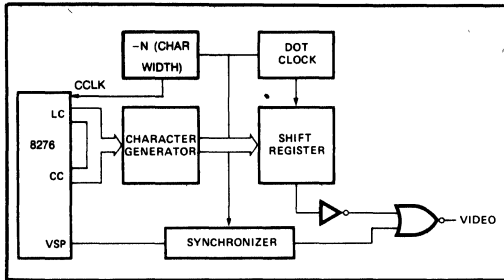 –N (CHAR
WIDTH)
DOT
CLOCK
CCLK
LC
8276
CC
VSP
CHARACTER
GENERATOR
SHIFT
REGISTER
SYNCHRONIZER
VIDEO